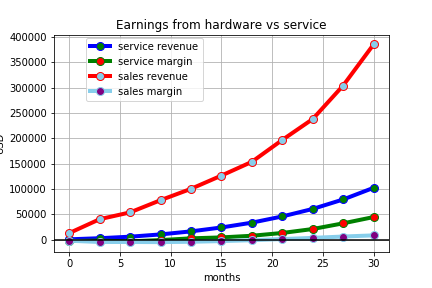 Earnings from hardware vs service
400000
350000
300000
250000
200000
150000
100000
50000
0
service revenue
service margin
sales revenue
sales margin
0 5 10 15 20 25 30
months